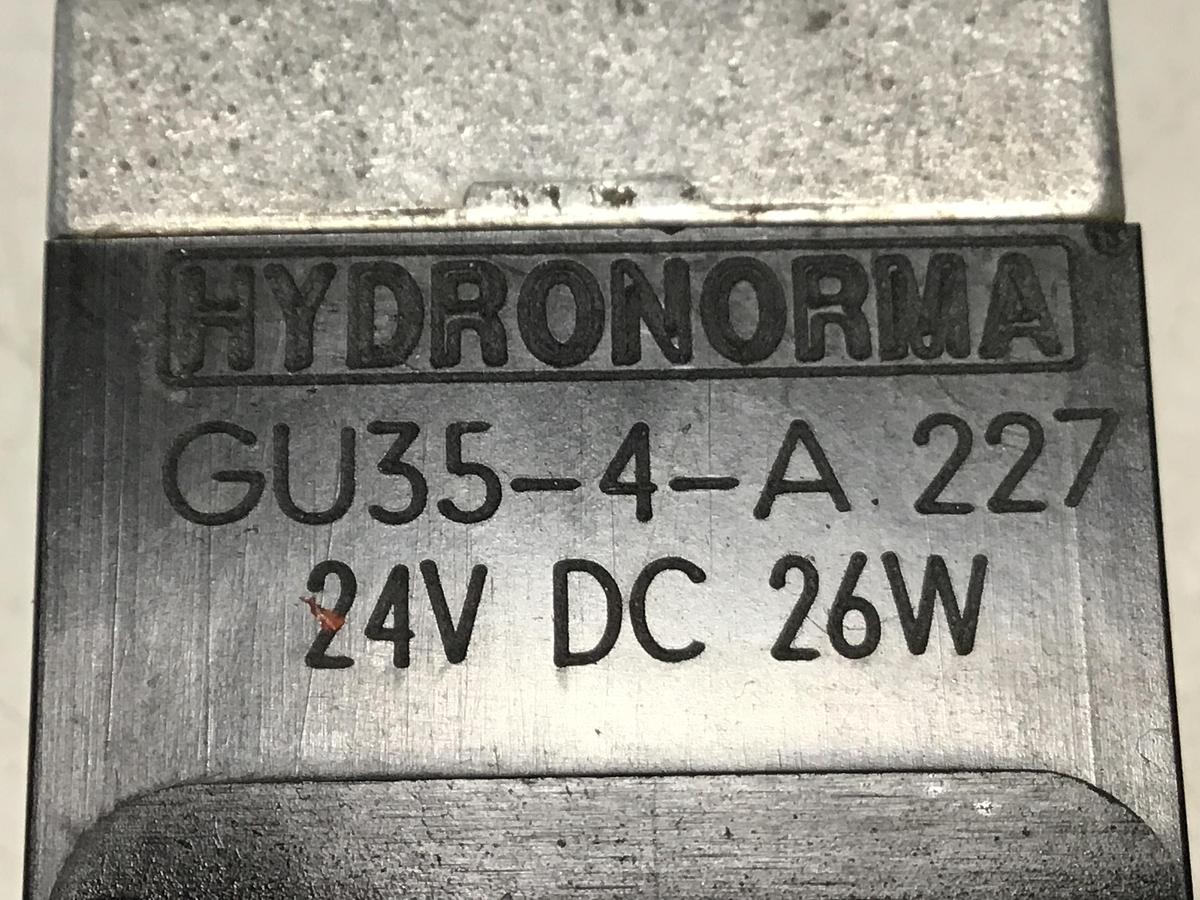 HYDRONORMA
GU35-4-A 227
24V DC 26W